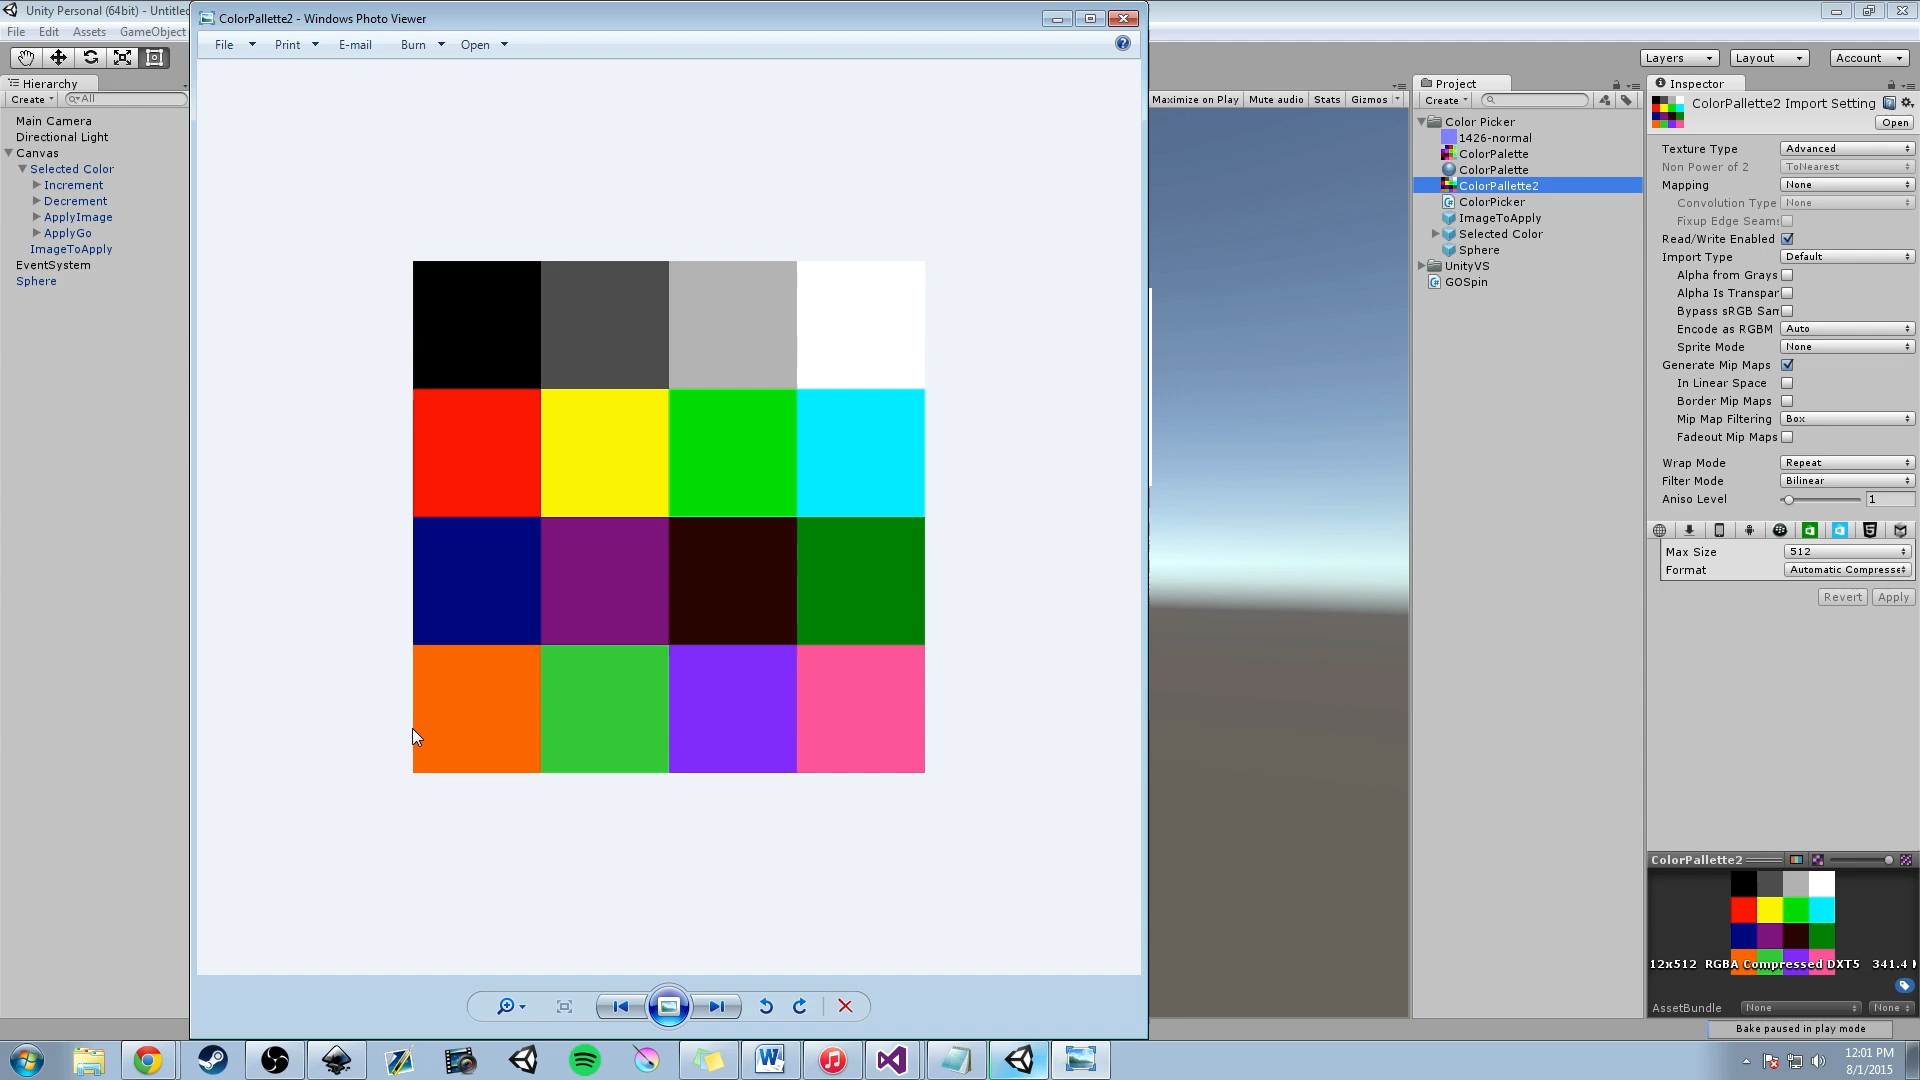 Unity Personal (64bit) - Untitled
File Edit Assets GameObject
Hierarchy
Create All
Main Camera
Directional Light
Canvas
Selected Color
Increment
Decrement
ApplyImage
ApplyGo
ImageToApply
EventSystem
Sphere
ColorPallette2 - Windows Photo Viewer
File Print E-mail Burn Open
Layers Layout Account
Maximize on Play Mute audio Stats Gizmos
Project
Create
Color Picker
1426-normal
ColorPalette
ColorPalette
ColorPallette2
ColorPicker
ImageToApply
Selected Color
Sphere
UnityVS
GOSpin
Inspector
ColorPallette2 Import Setting
Open
Texture Type Advanced
Non Power of 2 ToNearest
Mapping None
Convolution Type None
Fixup Edge Seams
Read/Write Enabled
Import Type Default
Alpha from Grays
Alpha Is Transpar
Bypass sRGB Sam
Encode as RGBM Auto
Sprite Mode None
Generate Mip Maps
In Linear Space
Border Mip Maps
Mip Map Filtering Box
Fadeout Mip Maps
Wrap Mode Repeat
Filter Mode Bilinear
Aniso Level 1
Max Size 512
Format Automatic Compresse
Revert Apply
ColorPallette2
12x512 RGBA Compressed DXT5 341.4
AssetBundle None None
Bake paused in play mode
12:01 PM
8/1/2015